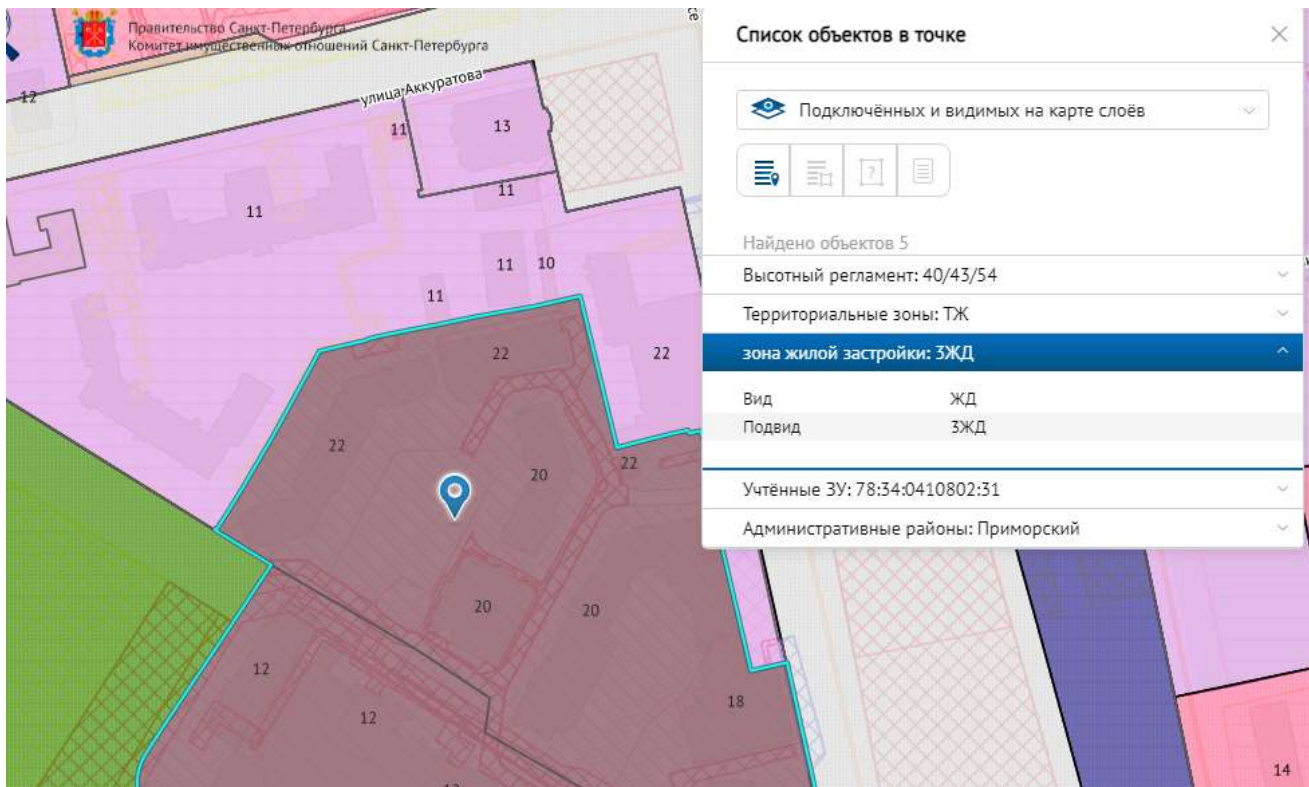 Правительство Санкт-Петербурга
Комитет имущественных отношений Санкт-Петербурга
улица Аккуратова
се
12
11
13
11
11
11
10
11
22
22
22
20
22
20
20
12
12
18
14
Список объектов в точке
Подключённых и видимых на карте слоёв
?
Найдено объектов 5
Высотный регламент: 40/43/54
Территориальные зоны: ТЖ
зона жилой застройки: 3ЖД
Вид ЖД
Подвид 3ЖД
Учтённые ЗУ: 78:34:0410802:31
Административные районы: Приморский